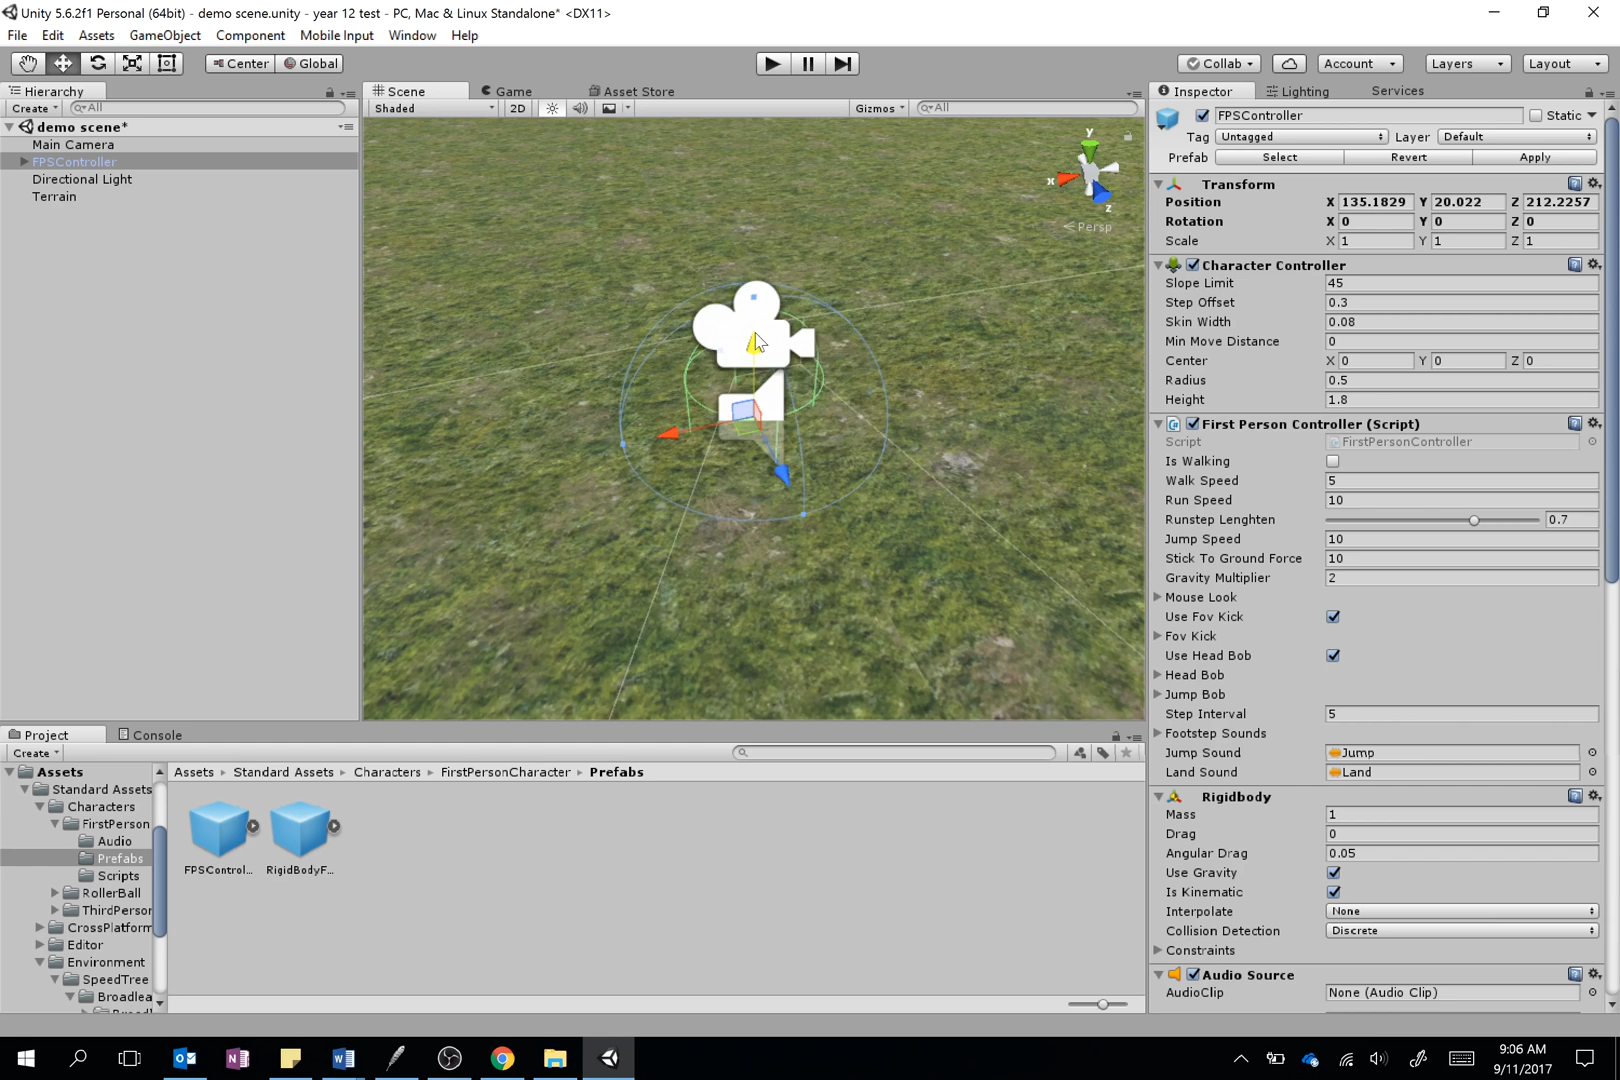 Unity 5.6.2f1 Personal (64bit) - demo scene.unity - year 12 test - PC, Mac & Linux Standalone* <DX11>
File Edit Assets GameObject Component Mobile Input Window Help
Center Global Collab Account Layers Layout
Hierarchy
Create All
demo scene*
Main Camera
FPSController
Directional Light
Terrain
Scene Game Asset Store
Shaded 2D Gizmos All
y
x
z
Persp
Inspector Lighting Services
FPSController Static
Tag Untagged Layer Default
Prefab Select Revert Apply
Transform
Position X 135.1829 Y 20.022 Z 212.2257
Rotation X 0 Y 0 Z 0
Scale X 1 Y 1 Z 1
Character Controller
Slope Limit 45
Step Offset 0.3
Skin Width 0.08
Min Move Distance 0
Center X 0 Y 0 Z 0
Radius 0.5
Height 1.8
First Person Controller (Script)
Script FirstPersonController
Is Walking
Walk Speed 5
Run Speed 10
Runstep Lenghten 0.7
Jump Speed 10
Stick To Ground Force 10
Gravity Multiplier 2
Mouse Look
Use Fov Kick
Fov Kick
Use Head Bob
Head Bob
Jump Bob
Step Interval 5
Footstep Sounds
Jump Sound Jump
Land Sound Land
Rigidbody
Mass 1
Drag 0
Angular Drag 0.05
Use Gravity
Is Kinematic
Interpolate None
Collision Detection Discrete
Constraints
Audio Source
AudioClip None (Audio Clip)
Project Console
Create
Assets
Standard Assets
Characters
FirstPerson
Audio
Prefabs
Scripts
RollerBall
ThirdPersor
CrossPlatform
Editor
Environment
SpeedTree
Broadlea
Assets Standard Assets Characters FirstPersonCharacter Prefabs
FPSControl... RigidBodyF...
9:06 AM
9/11/2017